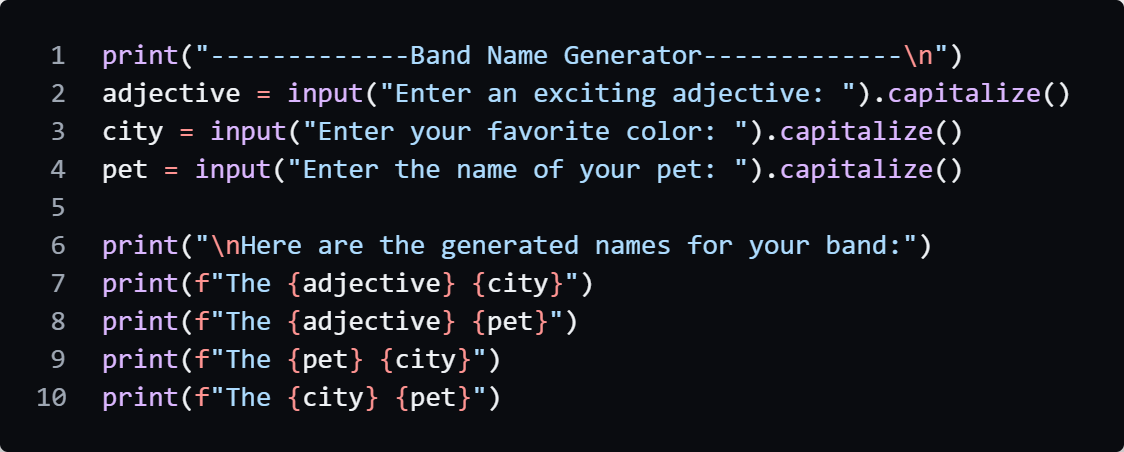 1 print("-------------Band Name Generator-------------\n")
2 adjective = input("Enter an exciting adjective: ").capitalize()
3 city = input("Enter your favorite color: ").capitalize()
4 pet = input("Enter the name of your pet: ").capitalize()
5
6 print("\nHere are the generated names for your band:")
7 print(f"The {adjective} {city}")
8 print(f"The {adjective} {pet}")
9 print(f"The {pet} {city}")
10 print(f"The {city} {pet}")